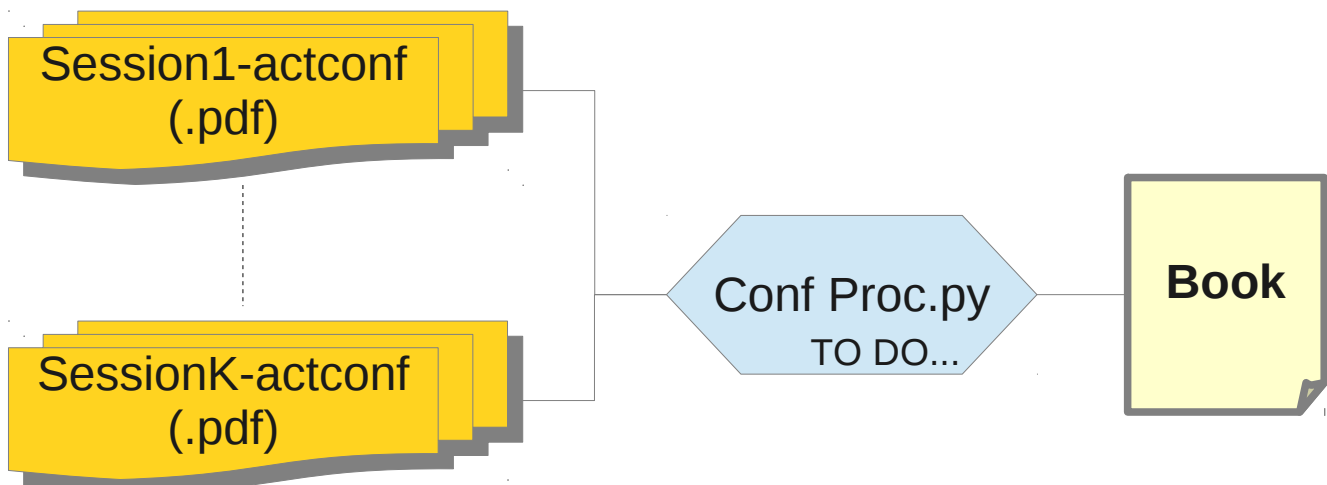 Session1-actconf
(.pdf)
SessionK-actconf
(.pdf)
Conf Proc.py
TO DO...
Book